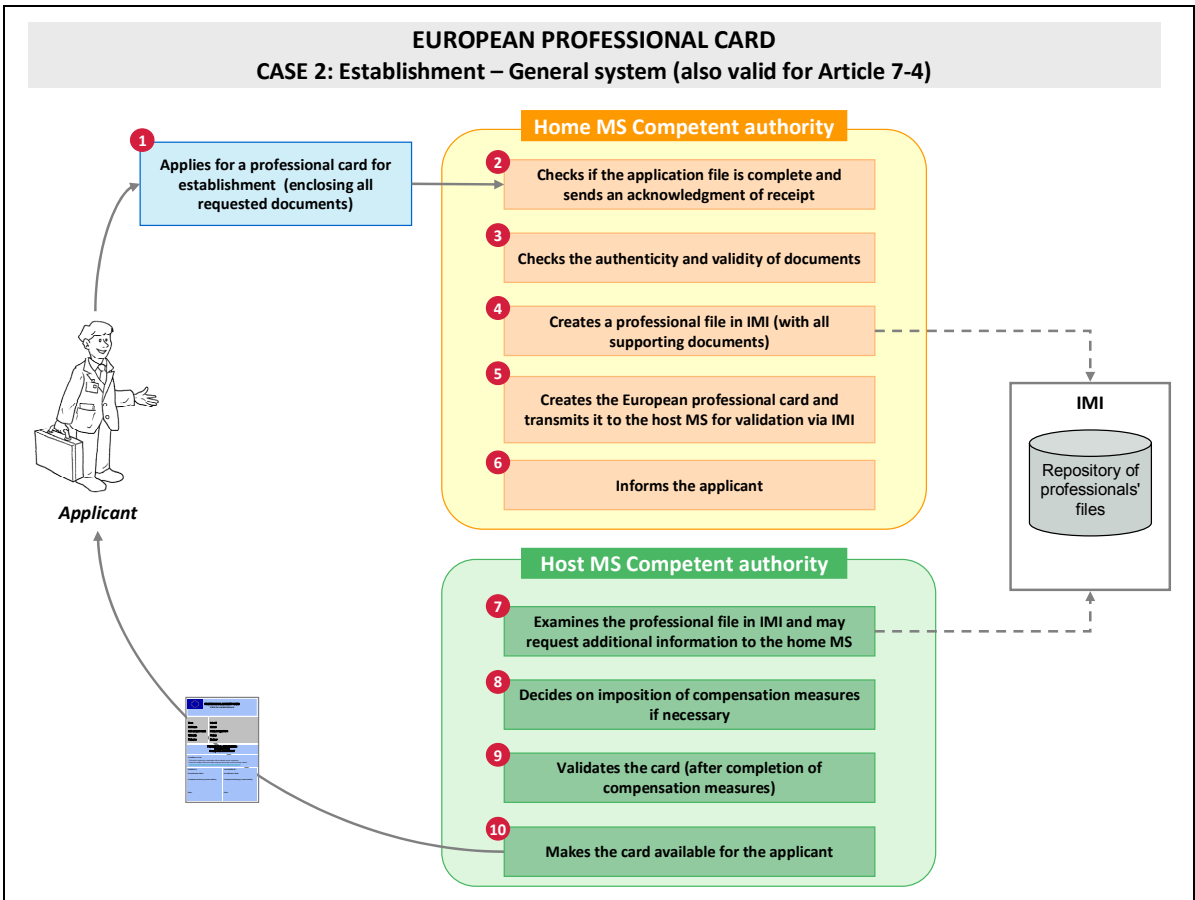 EUROPEAN PROFESSIONAL CARD
CASE 2: Establishment – General system (also valid for Article 7-4)
1
Applies for a professional card for
establishment  (enclosing all
requested documents)
Applicant
Home MS Competent authority
2
Checks if the application file is complete and
sends an acknowledgment of receipt
3
Checks the authenticity and validity of documents
4
Creates a professional file in IMI (with all
supporting documents)
5
Creates the European professional card and
transmits it to the host MS for validation via IMI
6
Informs the applicant
IMI
Repository of
professionals'
files
Host MS Competent authority
7
Examines the professional file in IMI and may
request additional information to the home MS
8
Decides on imposition of compensation measures
if necessary
9
Validates the card (after completion of
compensation measures)
10
Makes the card available for the applicant